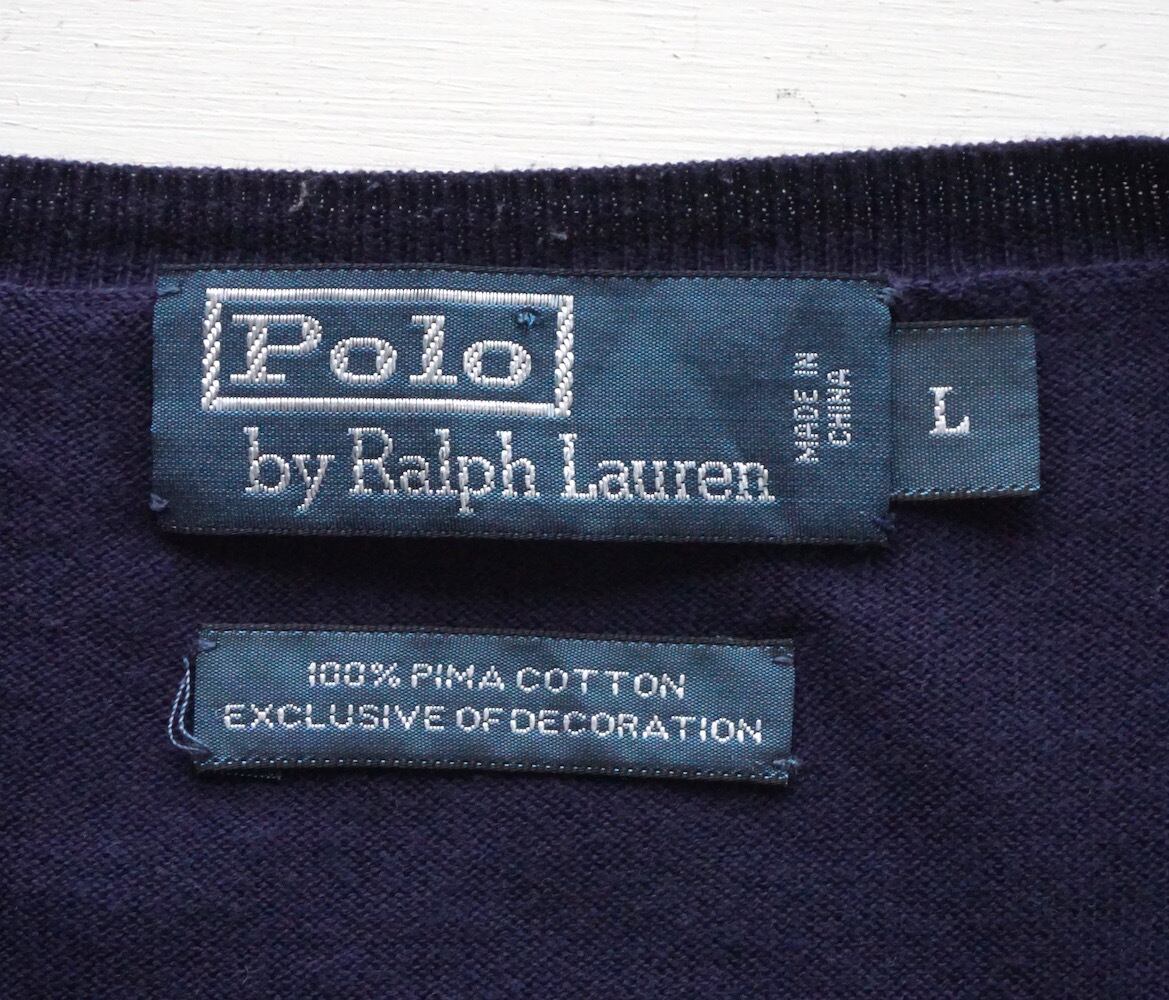 Polo
by Ralph Lauren
MADE IN
CHINA
L
100% PIMA COTTON
EXCLUSIVE OF DECORATION